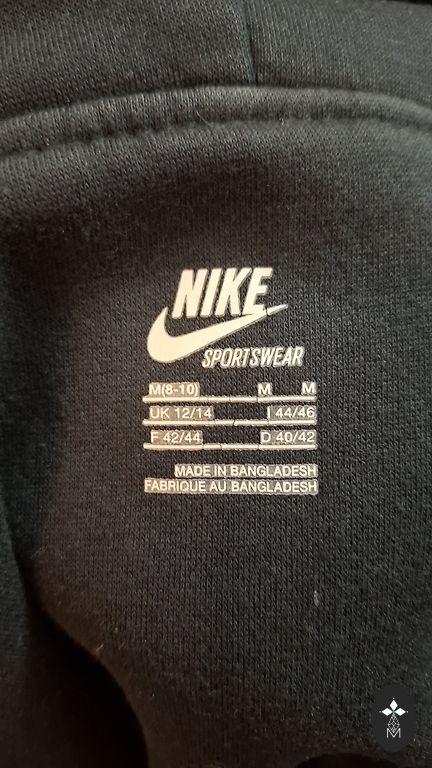 NIKE
SPORTSWEAR
M(8-10) M M
UK 12/14 I 44/46
F 42/44 D 40/42
MADE IN BANGLADESH
FABRIQUE AU BANGLADESH
M